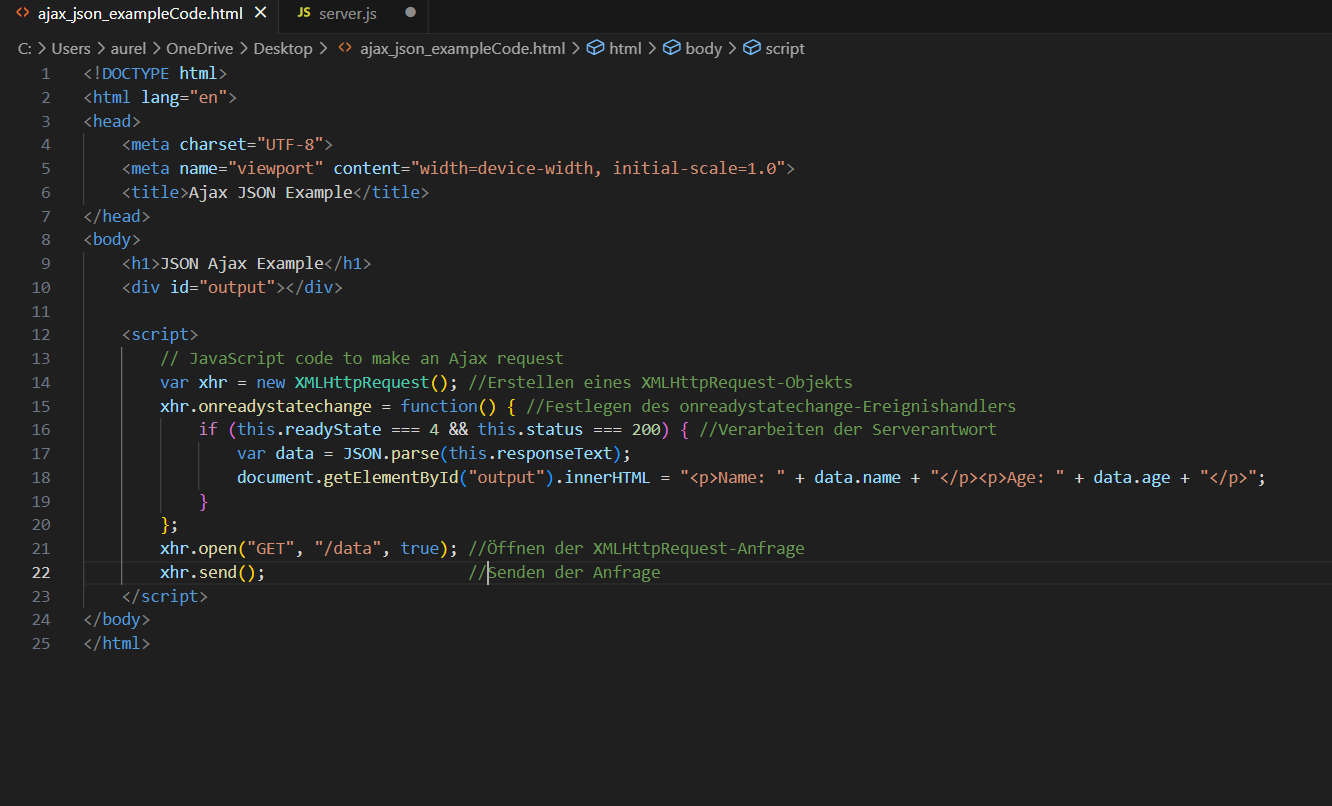 ajax_json_exampleCode.html
JS server.js
C: > Users > aurel > OneDrive > Desktop > ajax_json_exampleCode.html > html > body > script
1 <!DOCTYPE html>
2 <html lang="en">
3 <head>
4     <meta charset="UTF-8">
5     <meta name="viewport" content="width=device-width, initial-scale=1.0">
6     <title>Ajax JSON Example</title>
7 </head>
8 <body>
9     <h1>JSON Ajax Example</h1>
10     <div id="output"></div>
11
12     <script>
13         // JavaScript code to make an Ajax request
14         var xhr = new XMLHttpRequest(); //Erstellen eines XMLHttpRequest-Objekts
15         xhr.onreadystatechange = function() { //Festlegen des onreadystatechange-Ereignishandlers
16             if (this.readyState === 4 && this.status === 200) { //Verarbeiten der Serverantwort
17                 var data = JSON.parse(this.responseText);
18                 document.getElementById("output").innerHTML = "<p>Name: " + data.name + "</p><p>Age: " + data.age + "</p>";
19             }
20         };
21         xhr.open("GET", "/data", true); //Öffnen der XMLHttpRequest-Anfrage
22         xhr.send();                     //Senden der Anfrage
23     </script>
24 </body>
25 </html>